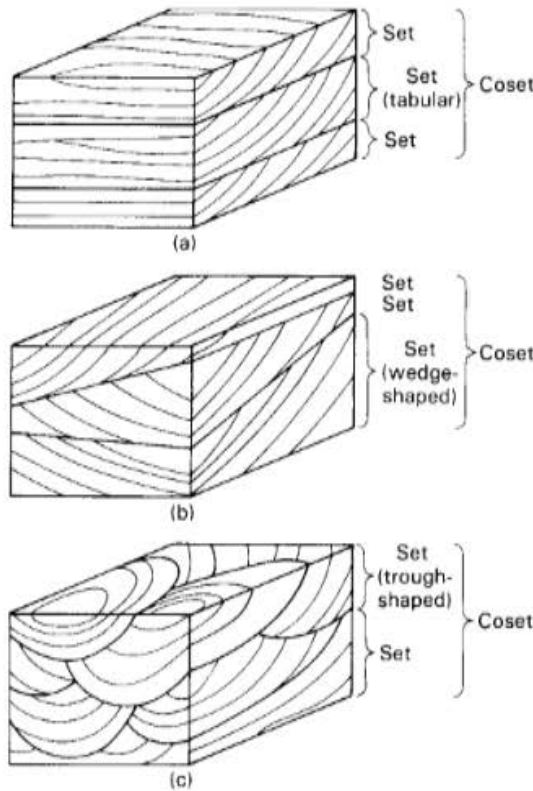 Set
Set
(tabular)
Coset
Set
(a)
Set
Set
Set
(wedge-
shaped)
Coset
(b)
Set
(trough-
shaped)
Coset
Set
(c)